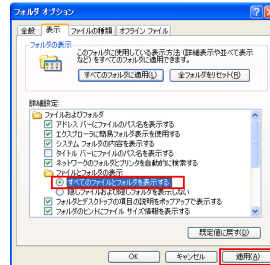 フォルダ オプション
全般 表示 ファイルの種類 オフライン ファイル
フォルダの表示
このフォルダに使用している表示方法 (詳細表示や並べて表示
など) をすべてのフォルダに適用できます。
すべてのフォルダに適用(L) 全フォルダをリセット(R)
詳細設定:
ファイルおよびフォルダ
アドレス バーにファイルのパス名を表示する
エクスプローラに簡易フォルダ表示を使用する
システム フォルダの内容を表示する
タイトル バーにファイルのパス名を表示する
ネットワークのフォルダとプリンタを自動的に検索する
ファイルとフォルダの表示
すべてのファイルとフォルダを表示する
隠しファイルおよび隠しフォルダを表示しない
フォルダとデスクトップの項目の説明をポップアップで表示する
フォルダのヒントにファイル サイズ情報を表示する
既定値に戻す(D)
OK キャンセル 適用(A)